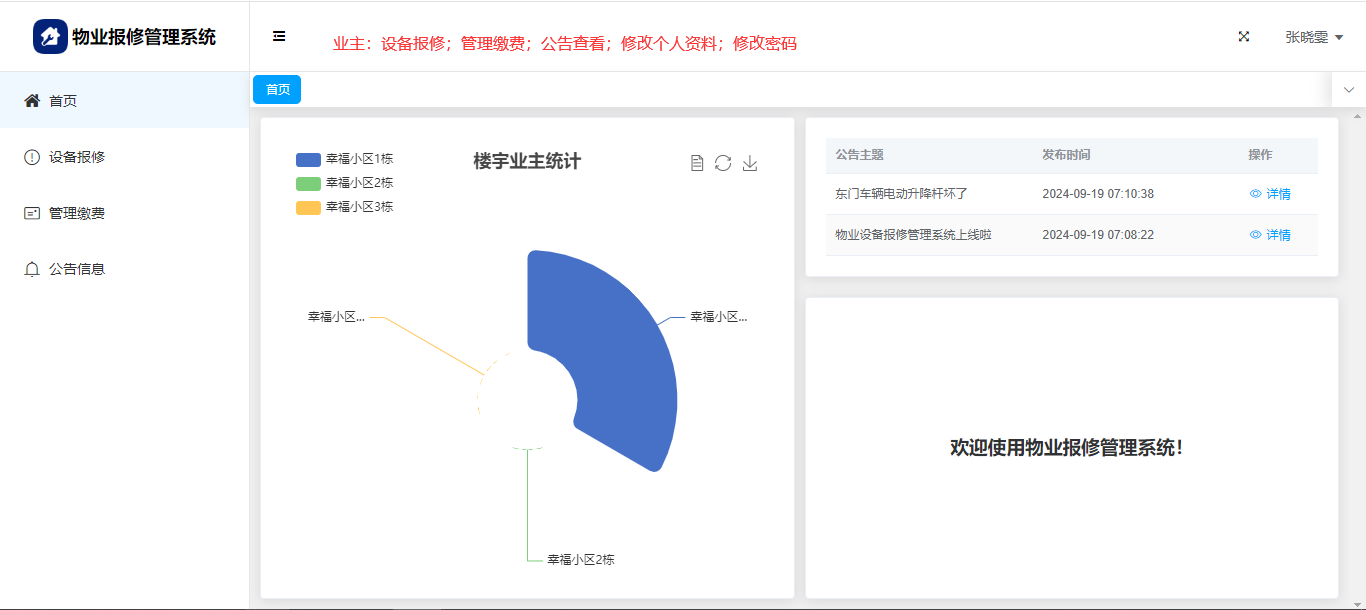 物业报修管理系统
业主：设备报修；管理缴费；公告查看；修改个人资料；修改密码
张晓雯
首页
设备报修
管理缴费
公告信息
首页
幸福小区1栋
幸福小区2栋
幸福小区3栋
楼宇业主统计
幸福小区...
幸福小区...
幸福小区2栋
公告主题 发布时间 操作
东门车辆电动升降杆坏了 2024-09-19 07:10:38 详情
物业设备报修管理系统上线啦 2024-09-19 07:08:22 详情
欢迎使用物业报修管理系统！